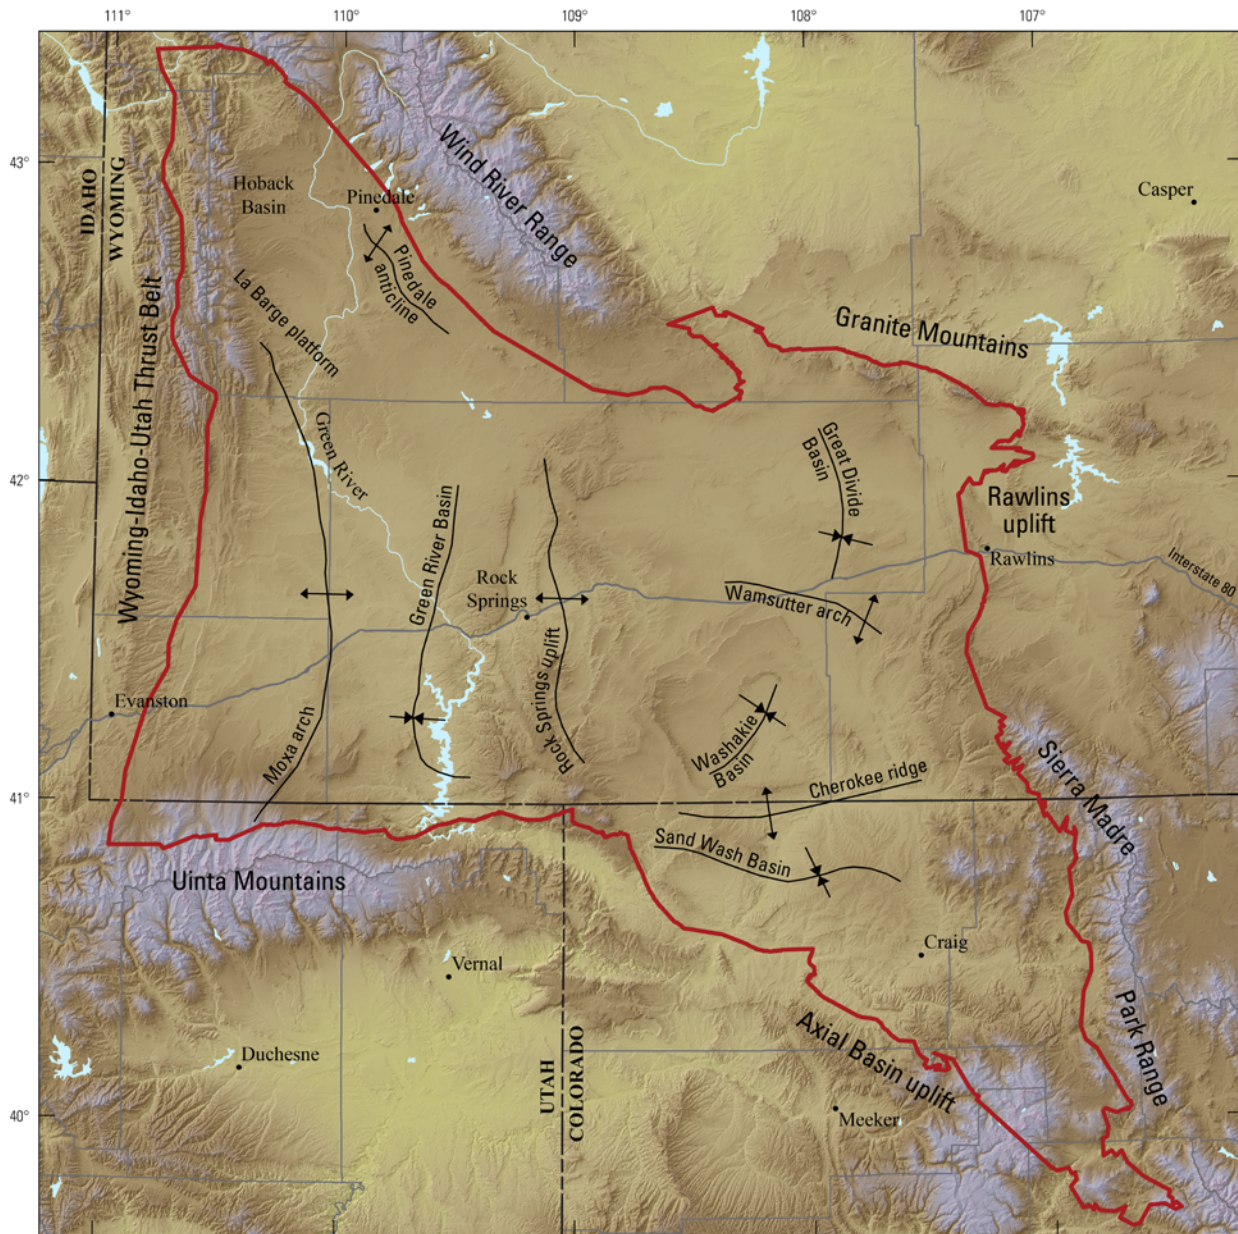 111°
110°
109°
108°
107°
43°
42°
41°
40°
IDAHO
WYOMING
Hoback
Basin
Pinedale
Wind River Range
Casper
Pinedale
anticline
La Barge platform
Granite Mountains
Wyoming-Idaho-Utah Thrust Belt
Green River
Great Divide
Basin
Green River Basin
Rawlins
uplift
Rawlins
Interstate 80
Rock
Springs
Wamsutter arch
Rock Springs uplift
Evanston
Moxa arch
Washakie
Basin
Cherokee ridge
Sierra Madre
Sand Wash Basin
Uinta Mountains
Craig
Vernal
Park Range
Axial Basin uplift
Duchesne
UTAH
COLORADO
Meeker